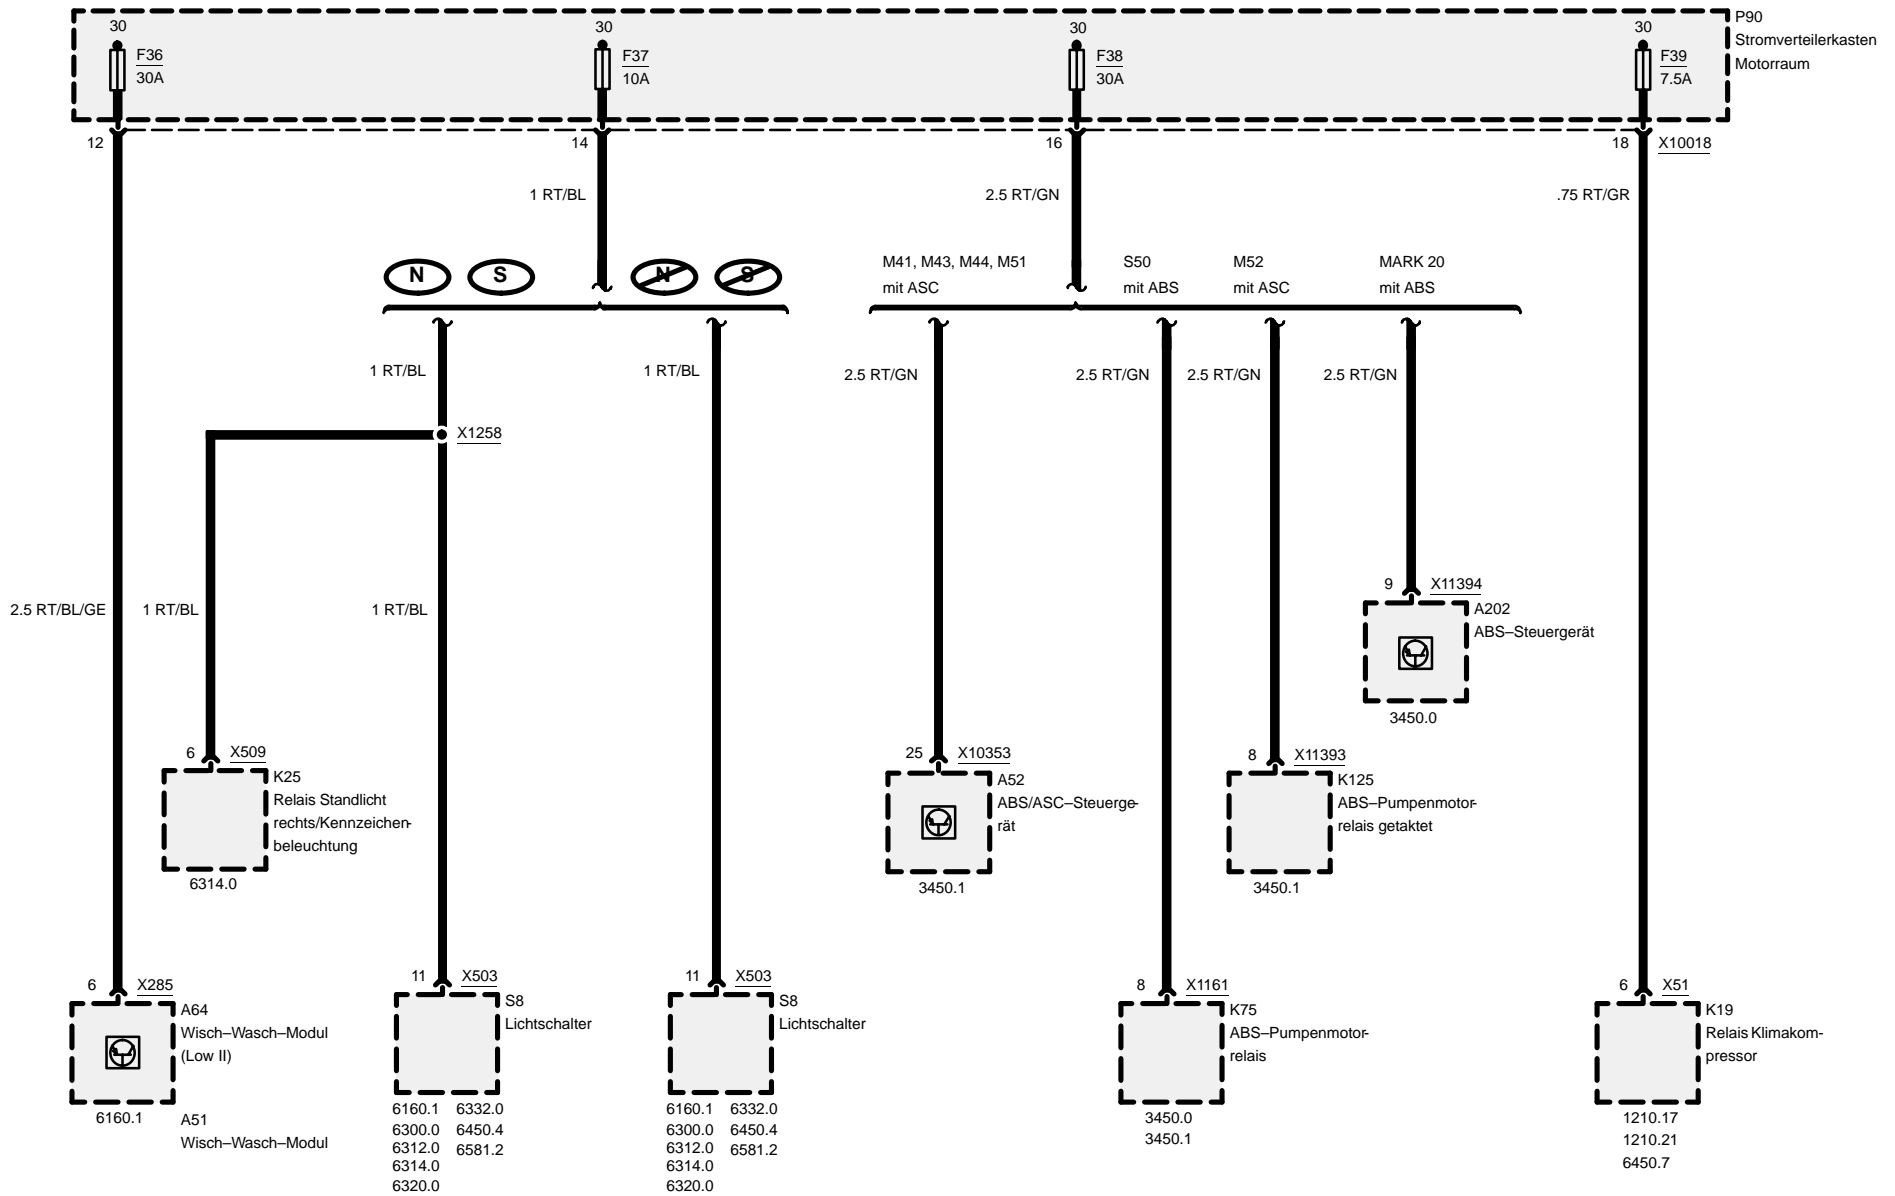 30
30
30
30
P90
Stromverteilerkasten
Motorraum
F36
30A
F37
10A
F38
30A
F39
7.5A
12
14
16
18
X10018
1 RT/BL
2.5 RT/GN
.75 RT/GR
N
S
N
S
M41, M43, M44, M51
mit ASC
S50
mit ABS
M52
mit ASC
MARK 20
mit ABS
1 RT/BL
1 RT/BL
2.5 RT/GN
2.5 RT/GN
2.5 RT/GN
2.5 RT/GN
X1258
2.5 RT/BL/GE
1 RT/BL
1 RT/BL
9
X11394
A202
ABS–Steuergerät
3450.0
6
X509
K25
Relais Standlicht
rechts/Kennzeichen-
beleuchtung
6314.0
25
X10353
A52
ABS/ASC–Steuerge-
rät
3450.1
8
X11393
K125
ABS–Pumpenmotor-
relais getaktet
3450.1
6
X285
A64
Wisch–Wasch–Modul
(Low II)
6160.1
A51
Wisch–Wasch–Modul
11
X503
S8
Lichtschalter
6160.1 6332.0
6300.0 6450.4
6312.0 6581.2
6314.0
6320.0
11
X503
S8
Lichtschalter
6160.1 6332.0
6300.0 6450.4
6312.0 6581.2
6314.0
6320.0
8
X1161
K75
ABS–Pumpenmotor-
relais
3450.0
3450.1
6
X51
K19
Relais Klimakom-
pressor
1210.17
1210.21
6450.7